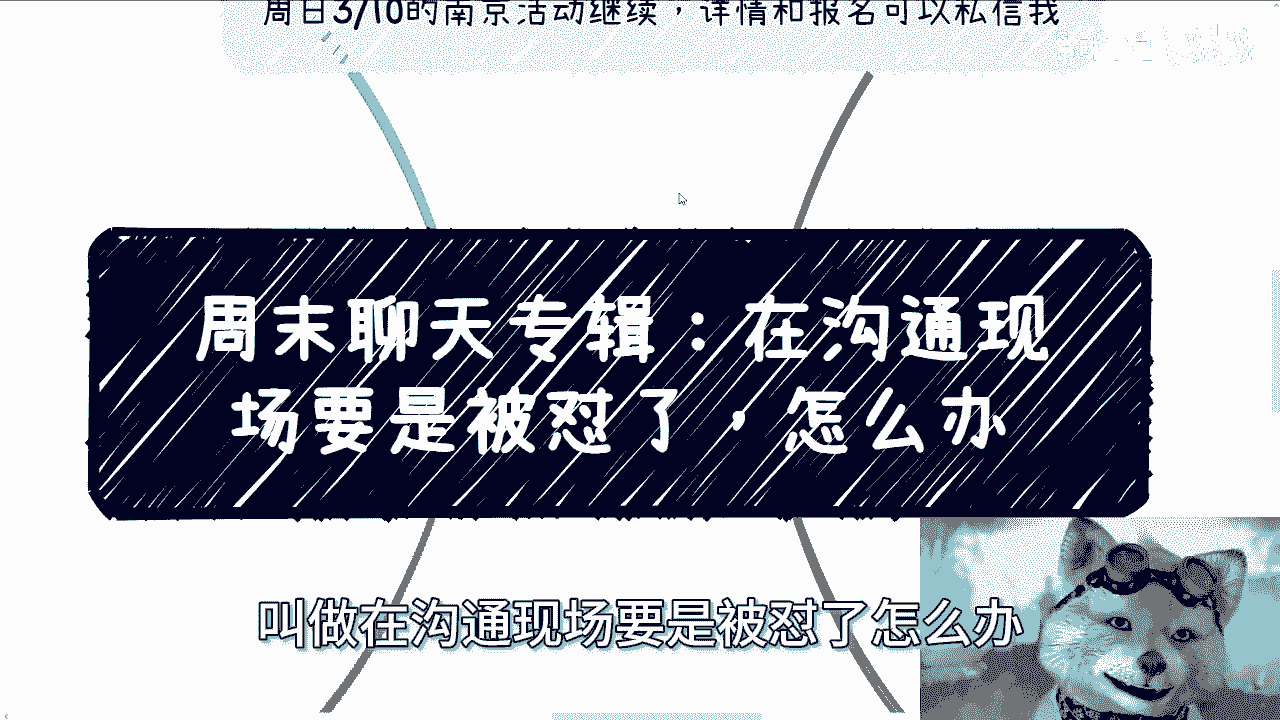 周日3/10的南京活动继续，详情和报名可以私信我
周末聊天专辑：在沟通现
场要是被怼了，怎么办
叫做在沟通现场要是被怼了怎么办